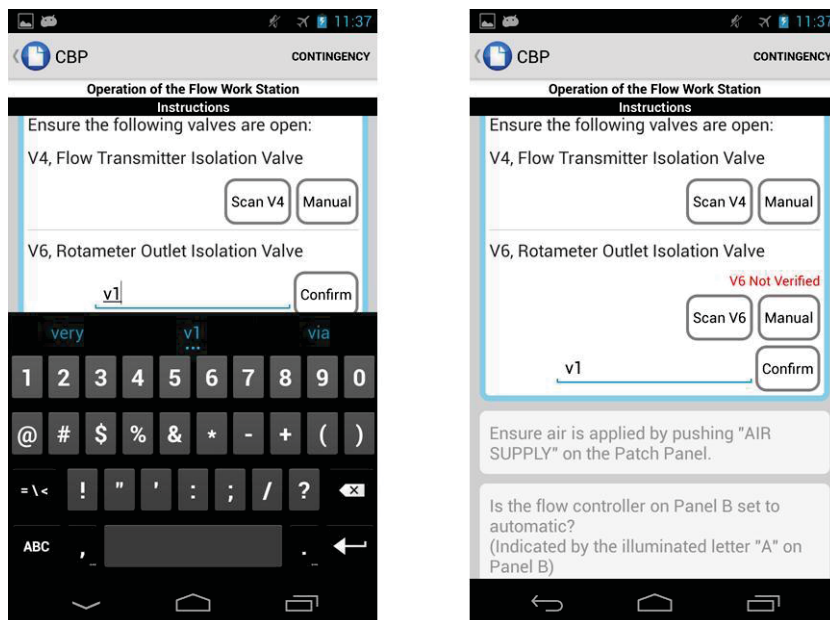 11:37
CBP
CONTINGENCY
Operation of the Flow Work Station
Instructions
Ensure the following valves are open:
V4, Flow Transmitter Isolation Valve
Scan V4 Manual
V6, Rotameter Outlet Isolation Valve
v1 Confirm
very v1 via
1 2 3 4 5 6 7 8 9 0
@ # $ % & * - + ( )
=\< ! " ' : ; / ?
ABC , .
11:37
CBP
CONTINGENCY
Operation of the Flow Work Station
Instructions
Ensure the following valves are open:
V4, Flow Transmitter Isolation Valve
Scan V4 Manual
V6, Rotameter Outlet Isolation Valve
V6 Not Verified
Scan V6 Manual
v1 Confirm
Ensure air is applied by pushing "AIR
SUPPLY" on the Patch Panel.
Is the flow controller on Panel B set to
automatic?
(Indicated by the illuminated letter "A" on
Panel B)